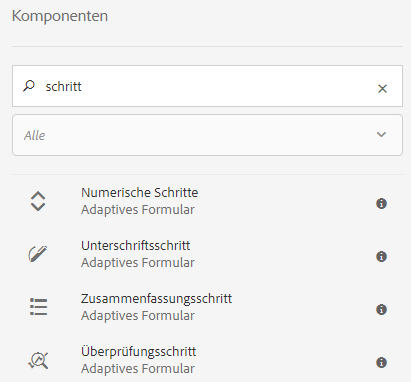 Komponenten
schritt
Alle
Numerische Schritte
Adaptives Formular
Unterschriftsschritt
Adaptives Formular
Zusammenfassungsschritt
Adaptives Formular
Überprüfungsschritt
Adaptives Formular